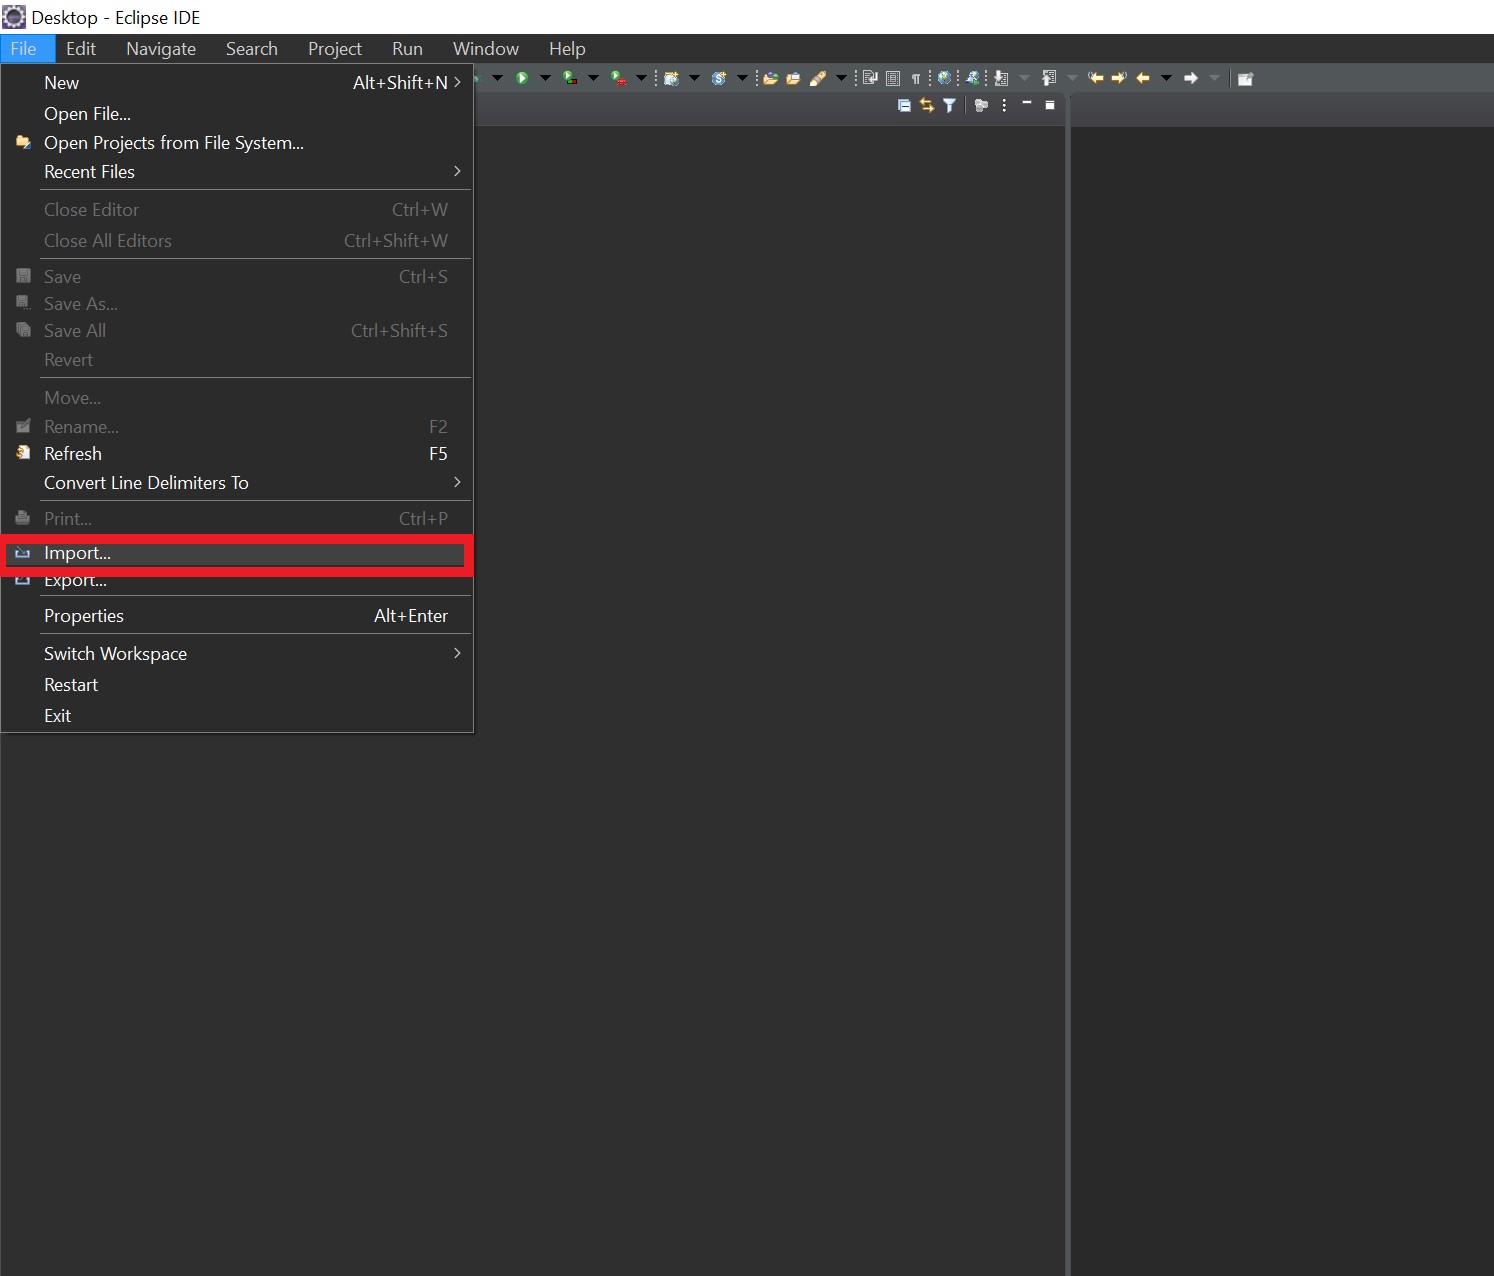 Desktop - Eclipse IDE
File Edit Navigate Search Project Run Window Help
New Alt+Shift+N
Open File...
Open Projects from File System...
Recent Files
Close Editor Ctrl+W
Close All Editors Ctrl+Shift+W
Save Ctrl+S
Save As...
Save All Ctrl+Shift+S
Revert
Move...
Rename... F2
Refresh F5
Convert Line Delimiters To
Print... Ctrl+P
Import...
Export...
Properties Alt+Enter
Switch Workspace
Restart
Exit